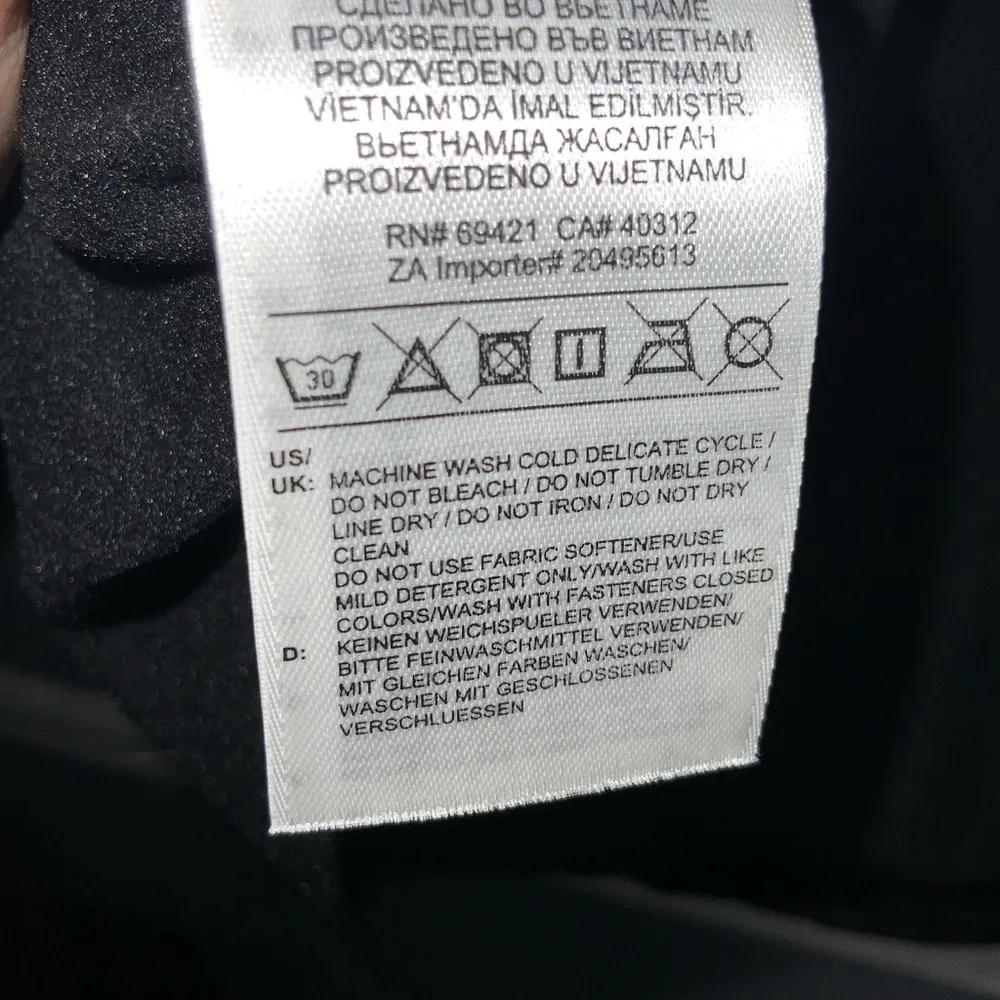 СДЕЛАНО ВО ВЬЕТНАМЕ
ПРОИЗВЕДЕНО ВЪВ ВИЕТНАМ
PROIZVEDENO U VIJETNAMU
VİETNAM'DA İMAL EDİLMİŞTİR.
ВЬЕТНАМДА ЖАСАЛҒАН
PROIZVEDENO U VIJETNAMU
RN# 69421 CA# 40312
ZA Importer# 20495613
30
US/
UK: MACHINE WASH COLD DELICATE CYCLE /
DO NOT BLEACH / DO NOT TUMBLE DRY /
LINE DRY / DO NOT IRON / DO NOT DRY
CLEAN
DO NOT USE FABRIC SOFTENER/USE
MILD DETERGENT ONLY/WASH WITH LIKE
COLORS/WASH WITH FASTENERS CLOSED
D: KEINEN WEICHSPUELER VERWENDEN/
BITTE FEINWASCHMITTEL VERWENDEN/
MIT GLEICHEN FARBEN WASCHEN/
WASCHEN MIT GESCHLOSSENEN
VERSCHLUESSEN